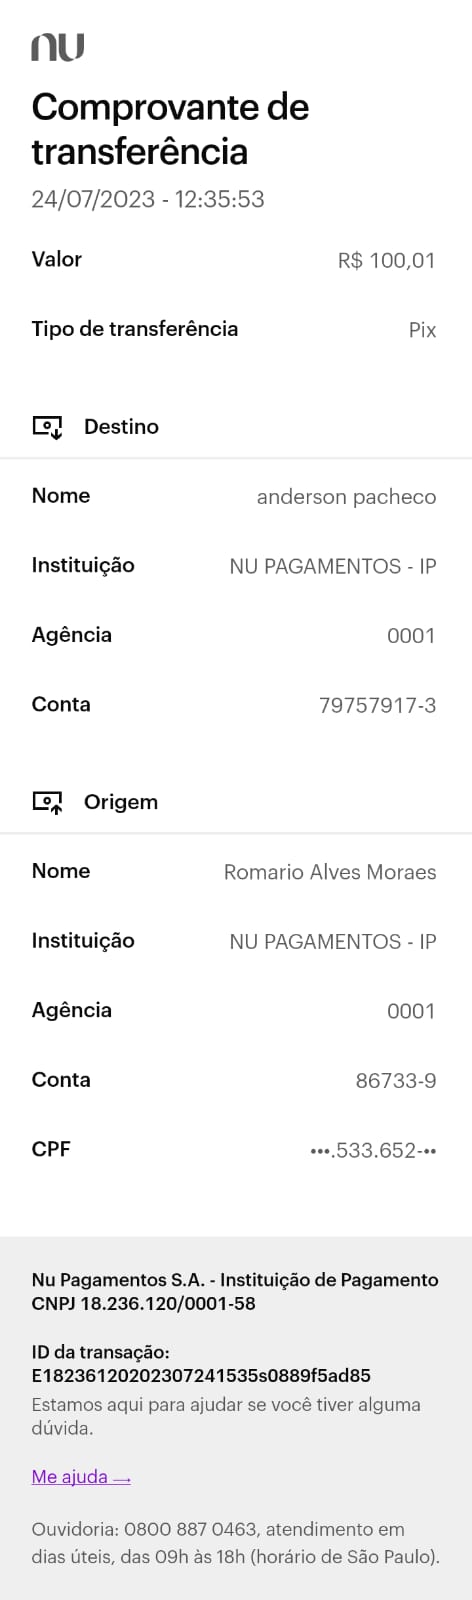 nu
Comprovante de
transferência
24/07/2023 - 12:35:53
Valor R$ 100,01
Tipo de transferência Pix
Destino
Nome anderson pacheco
Instituição NU PAGAMENTOS - IP
Agência 0001
Conta 79757917-3
Origem
Nome Romario Alves Moraes
Instituição NU PAGAMENTOS - IP
Agência 0001
Conta 86733-9
CPF •••.533.652-••
Nu Pagamentos S.A. - Instituição de Pagamento
CNPJ 18.236.120/0001-58
ID da transação:
E18236120202307241535s0889f5ad85
Estamos aqui para ajudar se você tiver alguma
dúvida.
Me ajuda →
Ouvidoria: 0800 887 0463, atendimento em
dias úteis, das 09h às 18h (horário de São Paulo).